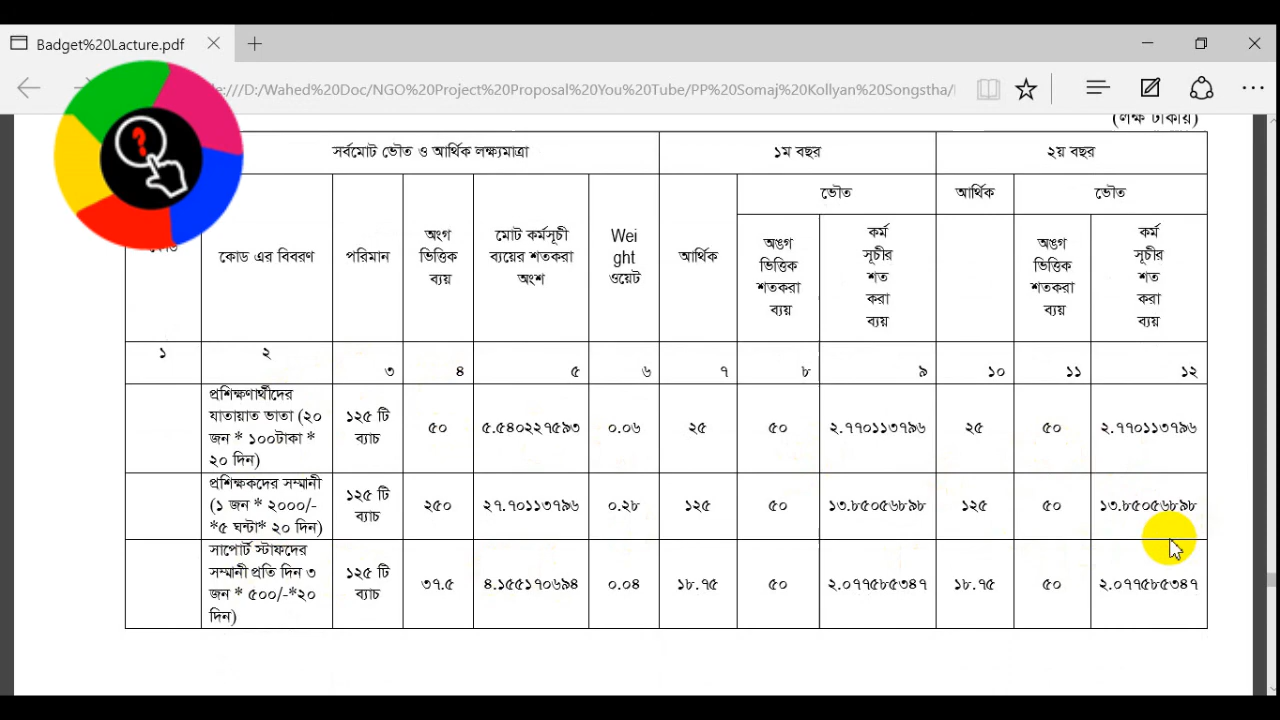 Badget%20Lacture.pdf
le:///D:/Wahed%20Doc/NGO%20Project%20Proposal%20You%20Tube/PP%20Somaj%20Kollyan%20Songstha/
(লক্ষ টাকায়)
সর্বমোট ভৌত ও আর্থিক লক্ষ্যমাত্রা
১ম বছর
২য় বছর
ভৌত
আর্থিক
ভৌত
কোড এর বিবরণ
পরিমান
অংগ
ভিত্তিক
ব্যয়
মোট কর্মসূচী
ব্যয়ের শতকরা
অংশ
Wei
ght
ওয়েট
আর্থিক
অঙগ
ভিত্তিক
শতকরা
ব্যয়
কর্ম
সূচীর
শত
করা
ব্যয়
অঙগ
ভিত্তিক
শতকরা
ব্যয়
কর্ম
সূচীর
শত
করা
ব্যয়
১ ২ ৩ ৪ ৫ ৬ ৭ ৮ ৯ ১০ ১১ ১২
প্রশিক্ষণার্থীদের
যাতায়াত ভাতা (২০
জন * ১০০টাকা *
২০ দিন)
১২৫ টি
ব্যাচ
৫০ ৫.৫৪০২২৭৫৯৩ ০.০৬ ২৫ ৫০ ২.৭৭০১১৩৭৯৬ ২৫ ৫০ ২.৭৭০১১৩৭৯৬
প্রশিক্ষকদের সম্মানী
(১ জন * ২০০০/-
*৫ ঘন্টা* ২০ দিন)
১২৫ টি
ব্যাচ
২৫০ ২৭.৭০১১৩৭৯৬ ০.২৮ ১২৫ ৫০ ১৩.৮৫০৫৬৮৯৮ ১২৫ ৫০ ১৩.৮৫০৫৬৮৯৮
সাপোর্ট স্টাফদের
সম্মানী প্রতি দিন ৩
জন * ৫০০/-*২০
দিন)
১২৫ টি
ব্যাচ
৩৭.৫ ৪.১৫৫১৭০৬৯৪ ০.০৪ ১৮.৭৫ ৫০ ২.০৭৭৫৮৫৩৪৭ ১৮.৭৫ ৫০ ২.০৭৭৫৮৫৩৪৭